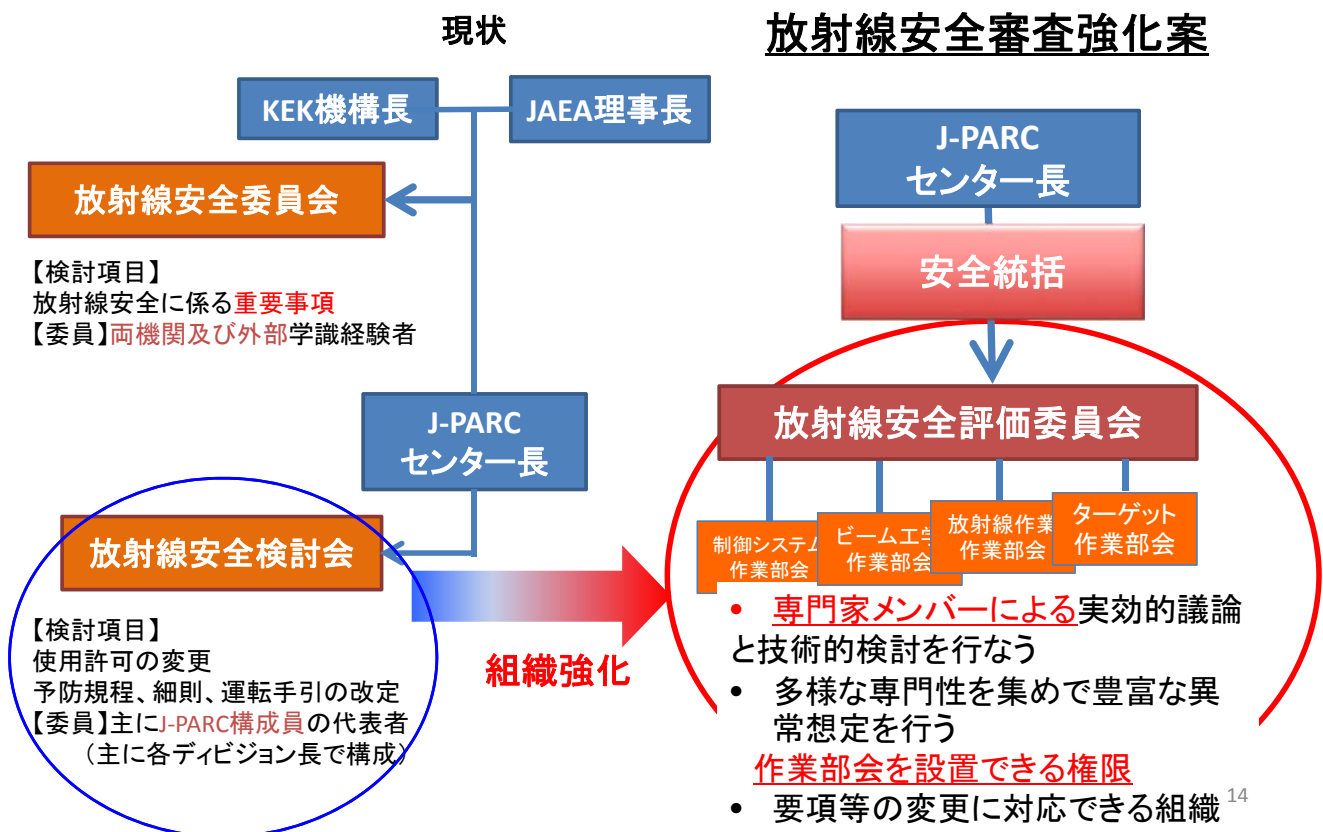 現状
放射線安全審査強化案
KEK機構長
JAEA理事長
放射線安全委員会
【検討項目】
放射線安全に係る重要事項
【委員】両機関及び外部学識経験者
J-PARC
センター長
放射線安全検討会
【検討項目】
使用許可の変更
予防規程、細則、運転手引の改定
【委員】主にJ-PARC構成員の代表者
（主に各ディビジョン長で構成）
組織強化
J-PARC
センター長
安全統括
放射線安全評価委員会
制御システム
作業部会
ビーム工学
作業部会
放射線作業
作業部会
ターゲット
作業部会
• 専門家メンバーによる実効的議論
と技術的検討を行なう
• 多様な専門性を集めで豊富な異
常想定を行う
作業部会を設置できる権限
• 要項等の変更に対応できる組織
14